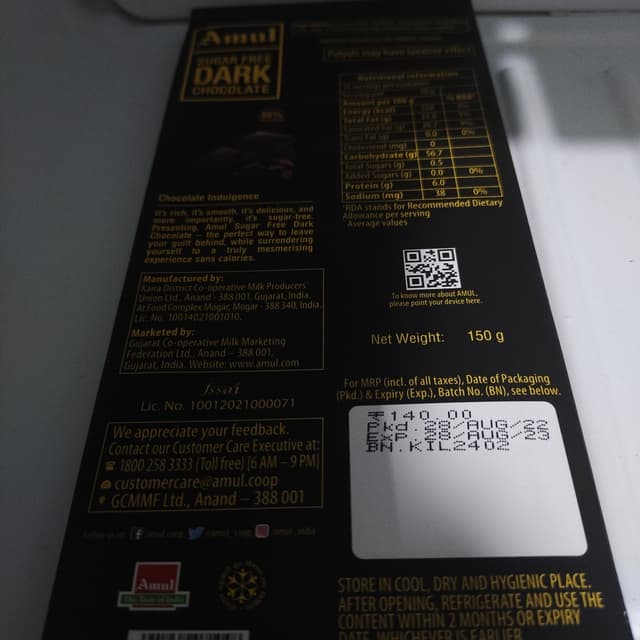 Amul
SUGAR FREE
DARK
CHOCOLATE
Chocolate Indulgence
It's rich, it's smooth, it's delicious, and
more importantly, it's sugar-free.
Presenting Amul Sugar Free Dark
Chocolate - the perfect way to leave
your guilt behind, while surrendering
yourself to a truly mesmerising
experience sans calories.
Manufactured by:
Kaira District Co-operative Milk Producers'
Union Ltd., Anand - 388 001, Gujarat, India.
At Food Complex Mogar, Mogar - 388 340, India.
Lic. No. 10014021001010.
Marketed by:
Gujarat Co-operative Milk Marketing
Federation Ltd., Anand – 388 001,
Gujarat, India. Website: www.amul.com
fssai
Lic. No. 10012021000071
We appreciate your feedback.
Contact our Customer Care Executive at:
1800 258 3333 (Toll free) (6 AM – 9 PM)
customercare@amul.coop
GCMMF Ltd., Anand – 388 001
Amul
Polyols may have laxative effect
Nutritional Information
0.0 0%
0
Carbohydrate (g) 56.7
0.5
Added Sugars (g) 0.0 0%
Protein (g) 6.0
Sodium (mg) 38 0%
*RDA stands for Recommended Dietary
Allowance per serving
Average values
To know more about AMUL,
please point your device here.
Net Weight: 150 g
For MRP (incl. of all taxes), Date of Packaging
(Pkd.) & Expiry (Exp.), Batch No. (BN), see below.
₹140.00
Pkd. 29/AUG/22
EXP. 28/AUG/23
BN.KIL2402
STORE IN COOL, DRY AND HYGIENIC PLACE.
AFTER OPENING, REFRIGERATE AND USE THE
CONTENT WITHIN 2 MONTHS OR EXPIRY
DATE, WHICHEVER IS EARLIER.